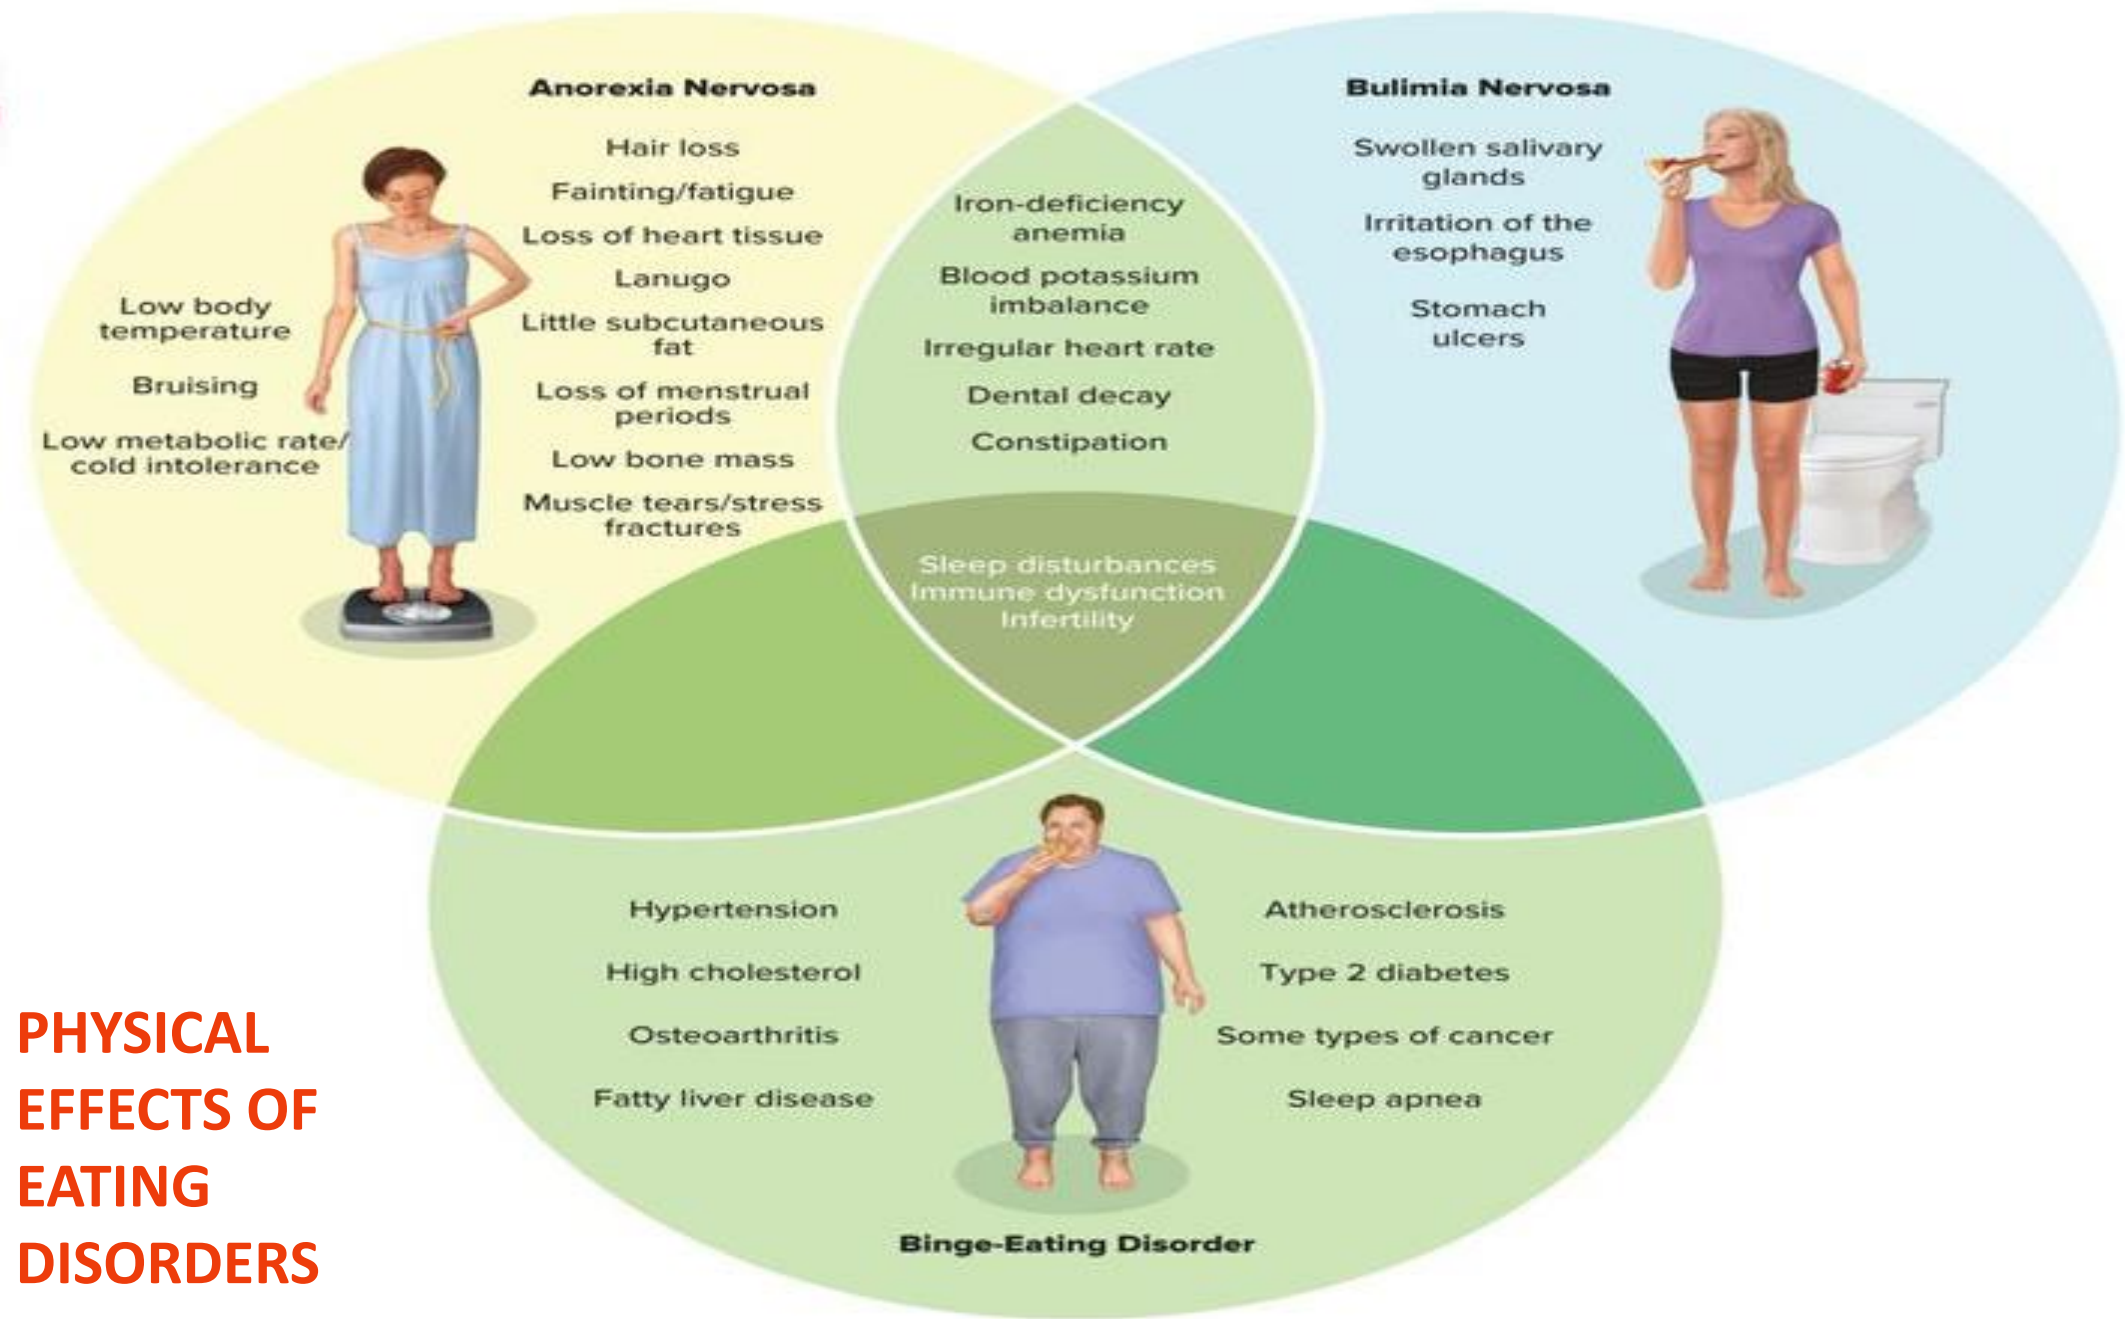 Anorexia Nervosa
Hair loss
Fainting/fatigue
Loss of heart tissue
Lanugo
Little subcutaneous
fat
Loss of menstrual
periods
Low bone mass
Muscle tears/stress
fractures
Low body
temperature
Bruising
Low metabolic rate/
cold intolerance
Iron-deficiency
anemia
Blood potassium
imbalance
Irregular heart rate
Dental decay
Constipation
Bulimia Nervosa
Swollen salivary
glands
Irritation of the
esophagus
Stomach
ulcers
Sleep disturbances
Immune dysfunction
Infertility
Hypertension
High cholesterol
Osteoarthritis
Fatty liver disease
Atherosclerosis
Type 2 diabetes
Some types of cancer
Sleep apnea
Binge-Eating Disorder
PHYSICAL
EFFECTS OF
EATING
DISORDERS